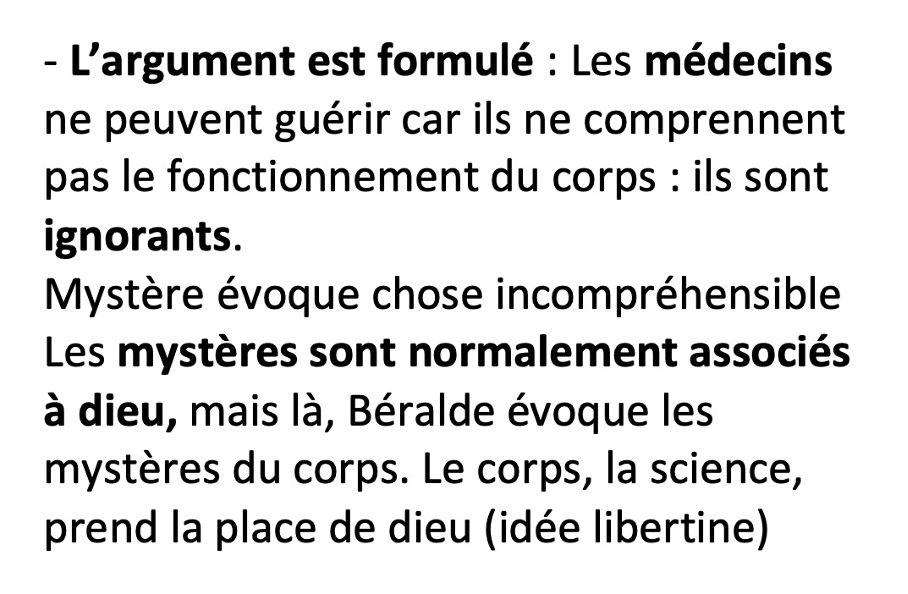 - L’argument est formulé : Les médecins
ne peuvent guérir car ils ne comprennent
pas le fonctionnement du corps : ils sont
ignorants.
Mystère évoque chose incompréhensible
Les mystères sont normalement associés
à dieu, mais là, Béralde évoque les
mystères du corps. Le corps, la science,
prend la place de dieu (idée libertine)